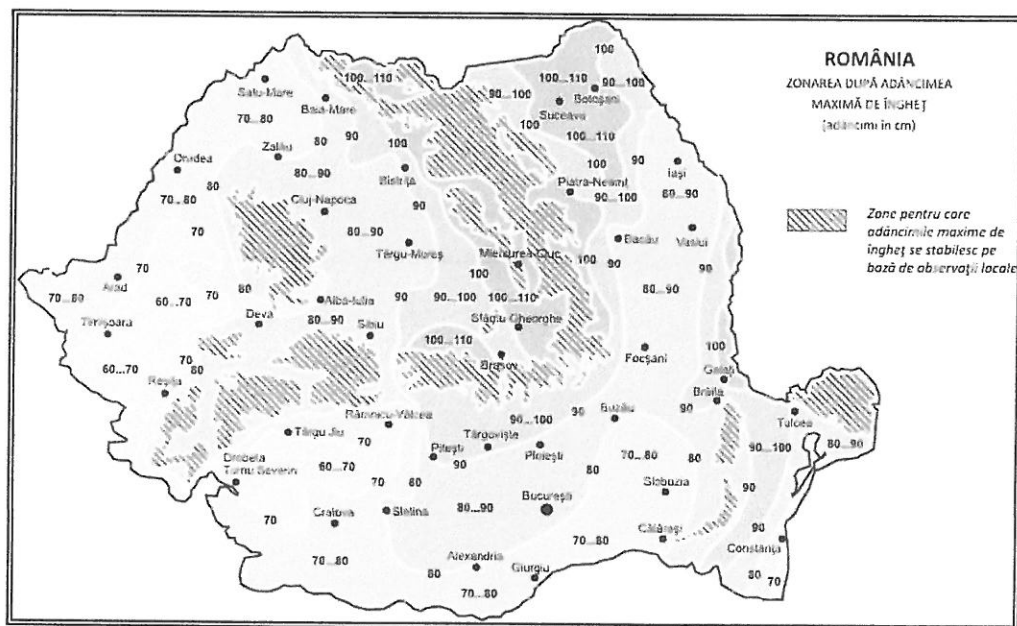 ROMÂNIA
ZONAREA DUPĂ ADÂNCIMEA
MAXIMĂ DE ÎNGHEȚ
(adâncimi în cm)
Zone pentru care
adâncimile maxime de
îngheț se stabilesc pe
bază de observații locale
100
100...110
100...110
90...100
90...100
Satu-Mare
Baia-Mare
Botoșani
Suceava
70...80
80
90
100
100
100...110
Zalău
Oradea
80
80...90
Bistrița
100
90
Iași
70...80
Piatra-Neamț
90...100
80...90
Cluj-Napoca
90
70
80...90
Târgu-Mureș
Bacău
Vaslui
Miercurea-Ciuc
100
90
90
70
100
70...80
Arad
60...70
70
80
Alba-Iulia
90
90...100
100...110
80...90
Timișoara
Deva
80...90
Sibiu
Sfântu Gheorghe
100...110
Focșani
100
70
80
60...70
Reșița
Brașov
Galați
Brăila
Râmnicu-Vâlcea
90...100
90
Buzău
90
Tulcea
Târgu Jiu
70
Târgoviște
Pitești
Ploiești
90...100
80...90
Drobeta
Turnu Severin
60...70
90
80
70...80
80
70
80
Slobozia
90
București
70
Craiova
Slatina
80...90
90
70...80
Călărași
Constanța
70...80
Alexandria
80
Giurgiu
80
70
70...80